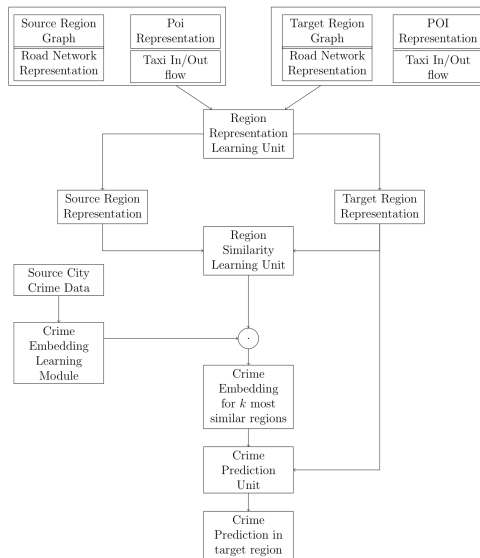 Source Region
Graph
Road Network
Representation
Poi
Representation
Taxi In/Out
flow
Target Region
Graph
Road Network
Representation
POI
Representation
Taxi In/Out
flow
Region
Representation
Learning Unit
Source Region
Representation
Target Region
Representation
Region
Similarity
Learning Unit
Source City
Crime Data
Crime
Embedding
Learning
Module
·
Crime
Embedding
for k most
similar regions
Crime
Prediction
Unit
Crime
Prediction in
target region